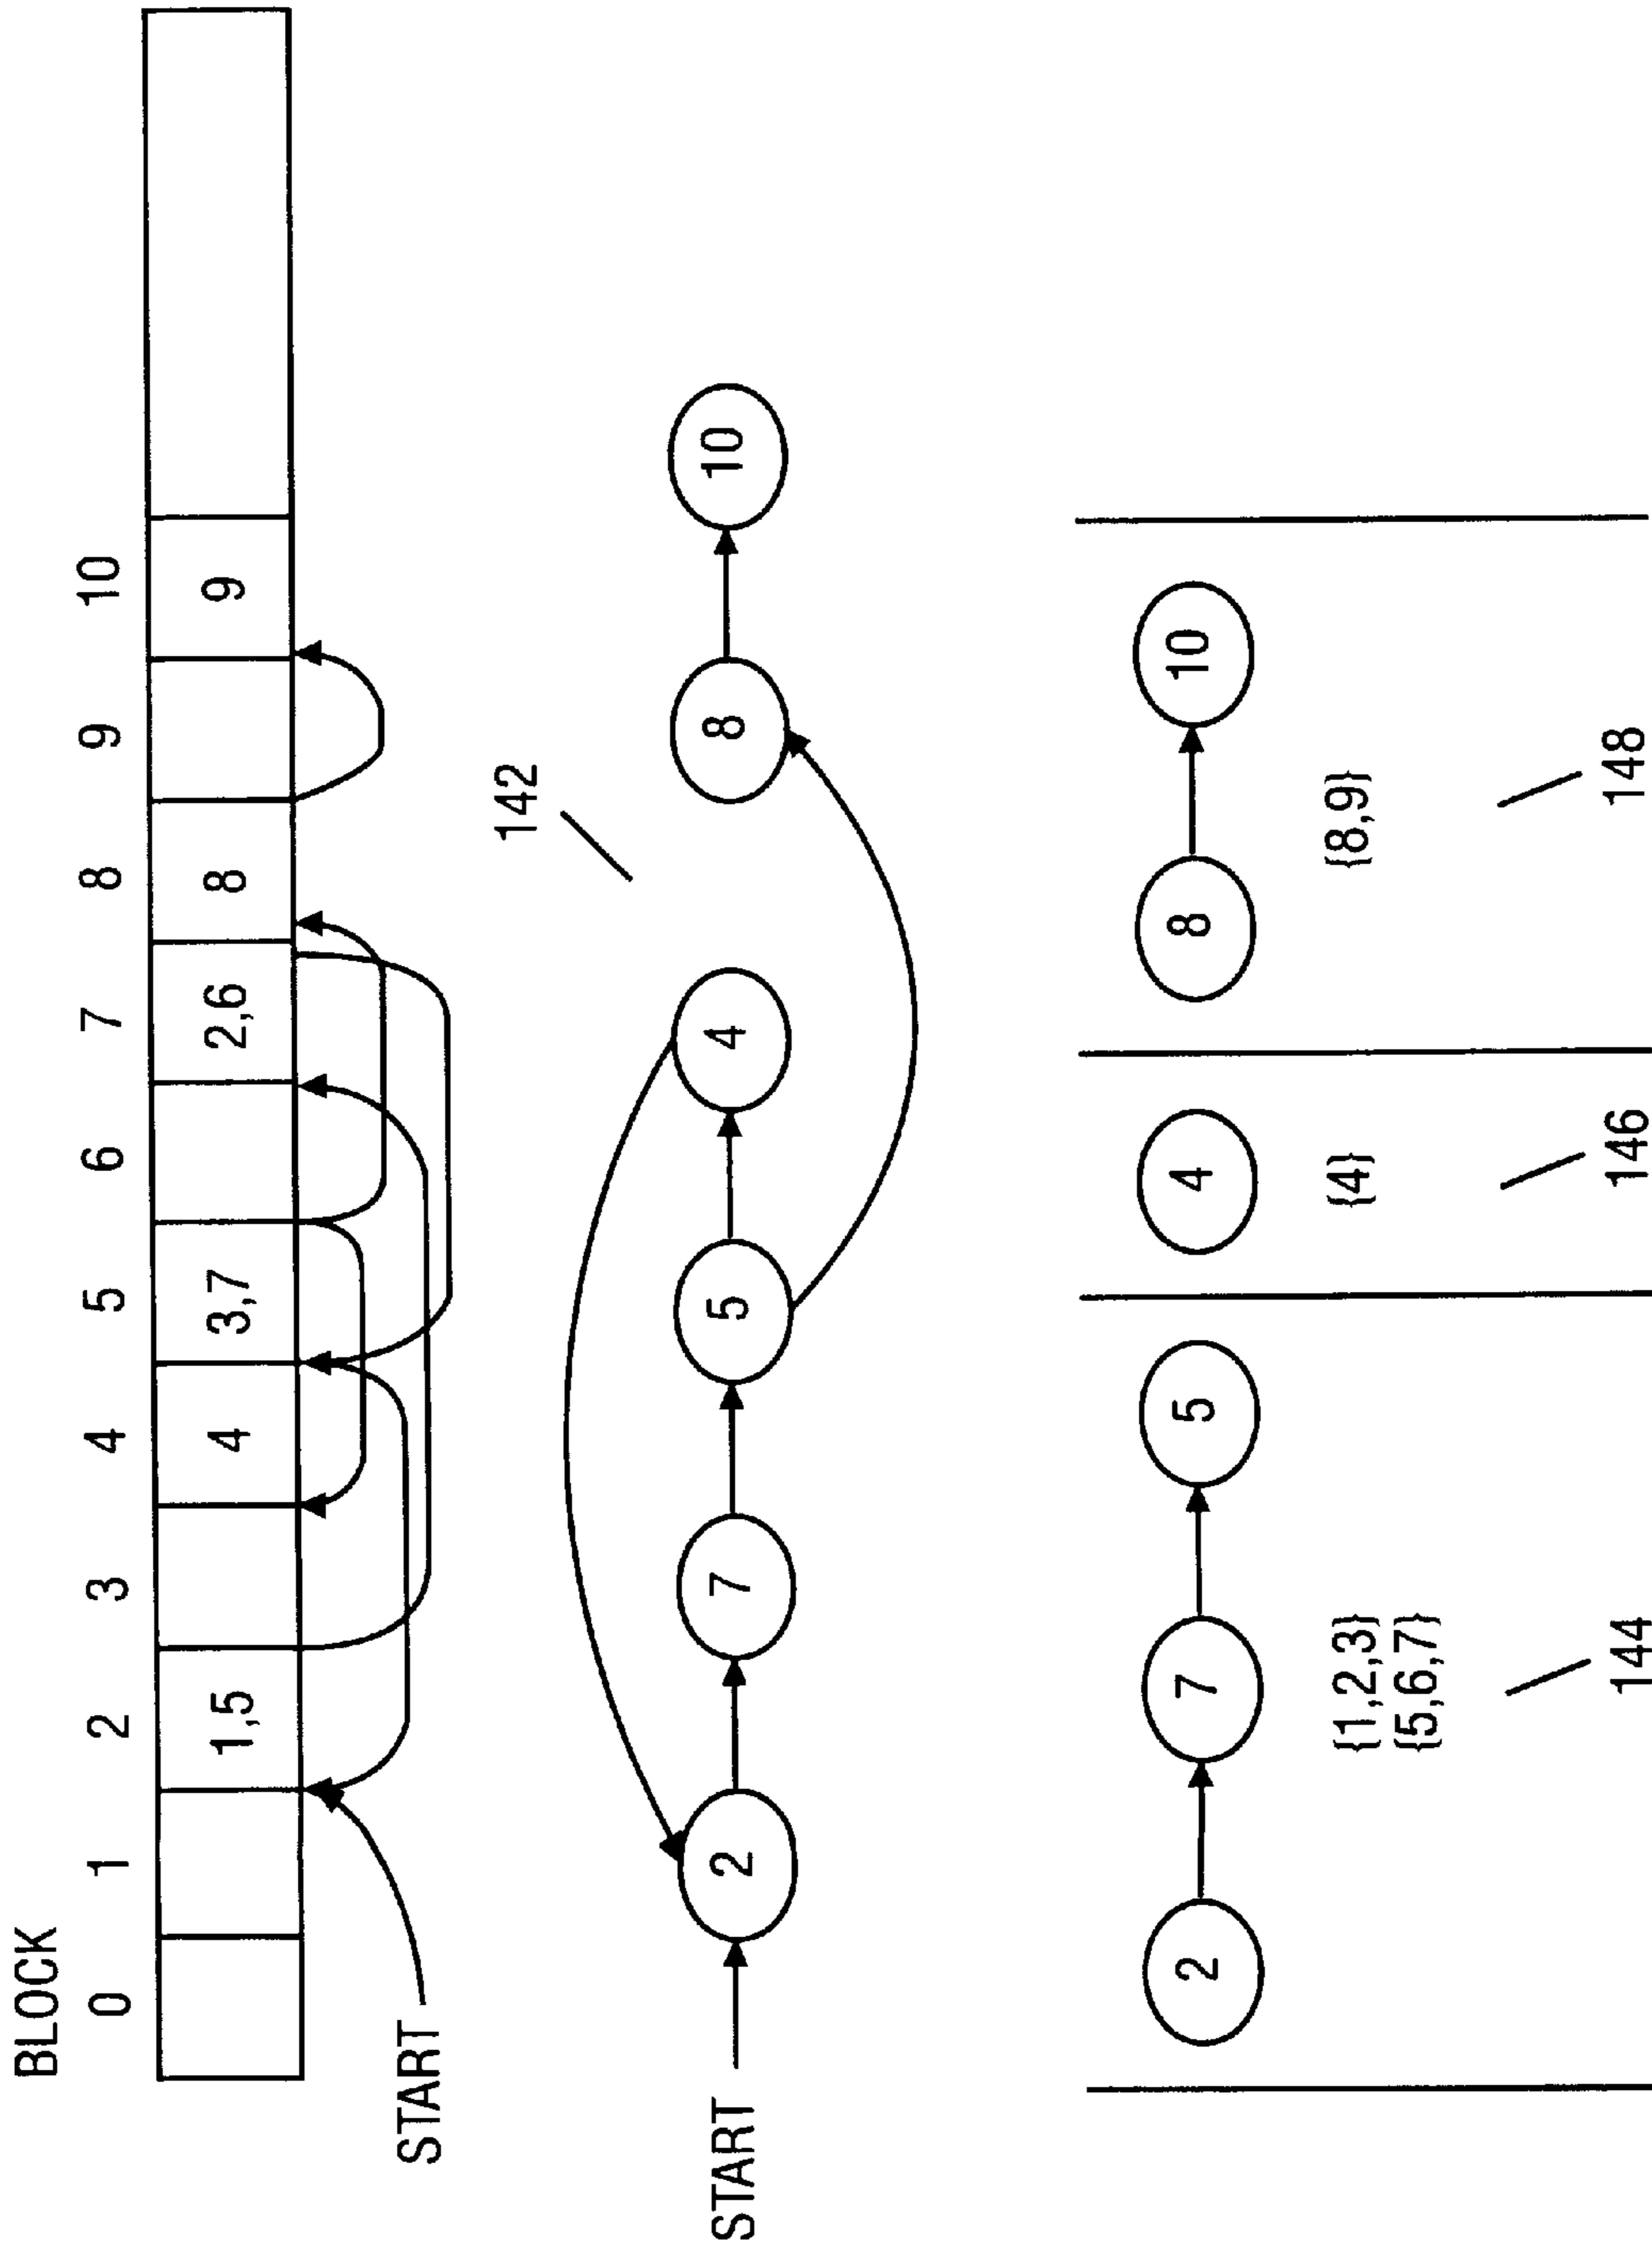 BLOCK
0 1 2 3 4 5 6 7 8 9 10
1,5 4 3,7 2,6 8 9
START
142
START 2 7 5 4 8 10
2 7 5 4 8 10
{1,2,3} {4} {8,9}
{5,6,7}
144 146 148